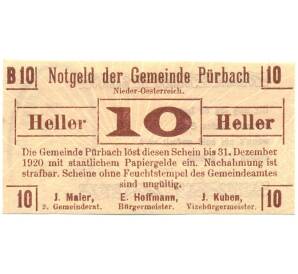 B 10 Notgeld der Gemeinde Pürbach 10
Nieder-Oesterreich.
Heller 10 Heller
Die Gemeinde Pürbach löst diesen Schein bis 31. Dezember
1920 mit staatlichem Papiergelde ein. Nachahmung ist
strafbar. Scheine ohne Feuchtstempel des Gemeindeamtes
sind ungültig.
10 J. Maier, E. Hoffmann, J. Kuben, 10
2. Gemeinderat. Bürgermeister. Vizebürgermeister.